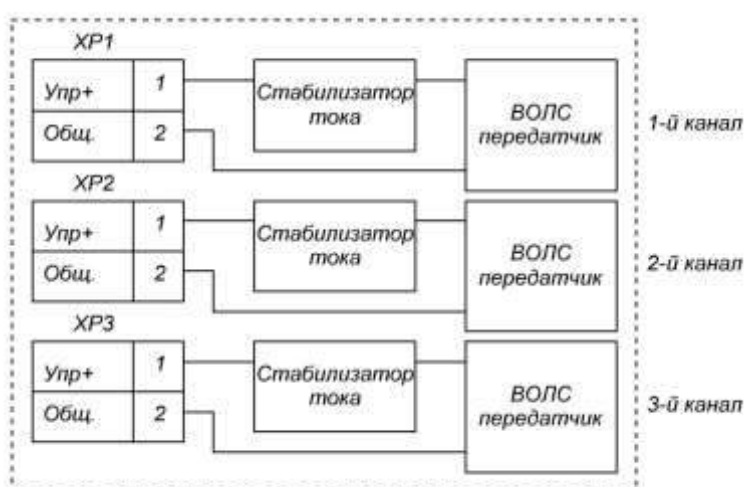 XP1
Упр+ 1
Общ. 2
Стабилизатор
тока
ВОЛС
передатчик
1-й канал
XP2
Упр+ 1
Общ. 2
Стабилизатор
тока
ВОЛС
передатчик
2-й канал
XP3
Упр+ 1
Общ. 2
Стабилизатор
тока
ВОЛС
передатчик
3-й канал